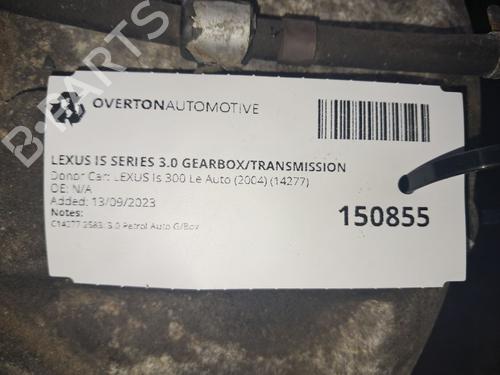 OVERTONAUTOMOTIVE
LEXUS IS SERIES 3.0 GEARBOX/TRANSMISSION
Donor Car: LEXUS Is 300 Le Auto (2004) (14277)
OE: N/A
Added: 13/09/2023
Notes:
C14277 2583. 3.0 Petrol Auto G/Box
150855
B-PARTS